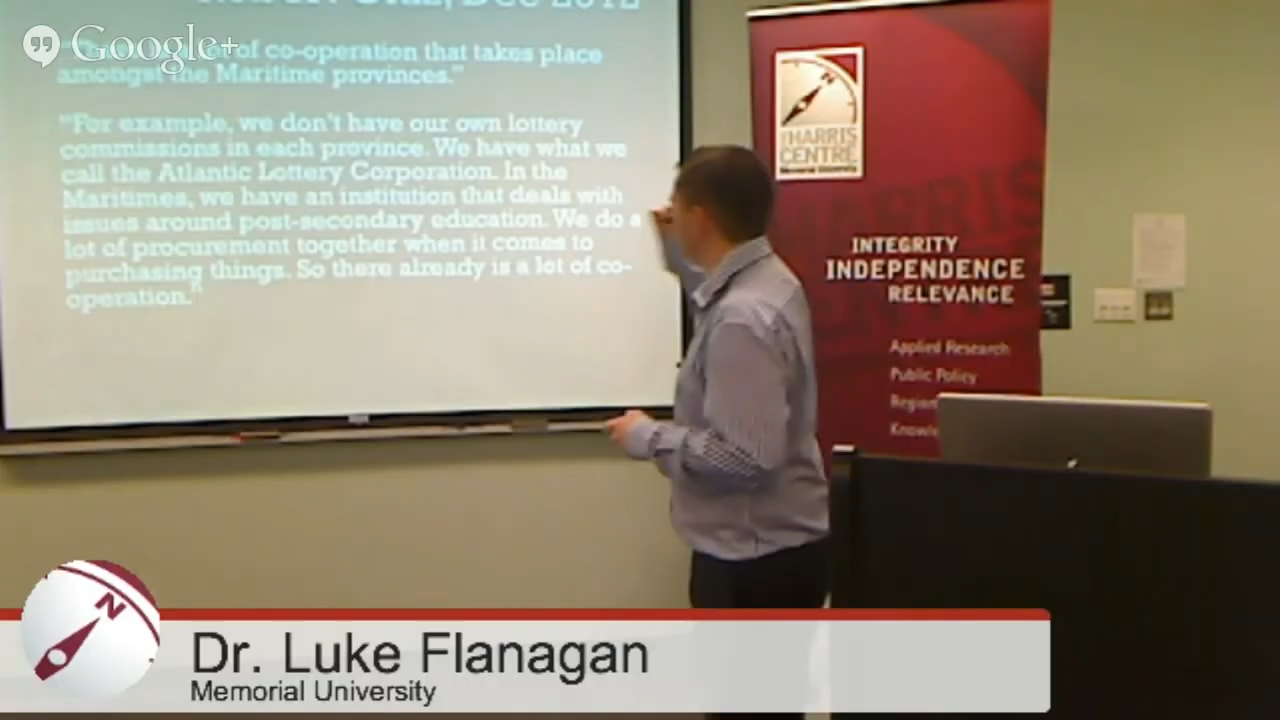 Google+
of co-operation that takes place
amongst the Maritime provinces."
"For example, we don't have our own lottery
commissions in each province. We have what we
call the Atlantic Lottery Corporation. In the
Maritimes, we have an institution that deals with
issues around post-secondary education. We do a
lot of procurement together when it comes to
purchasing things. So there already is a lot of co-
operation."
N
THE HARRIS
CENTRE
Memorial University
HARRIS
INTEGRITY
INDEPENDENCE
RELEVANCE
Applied Research
Public Policy
N
Dr. Luke Flanagan
Memorial University